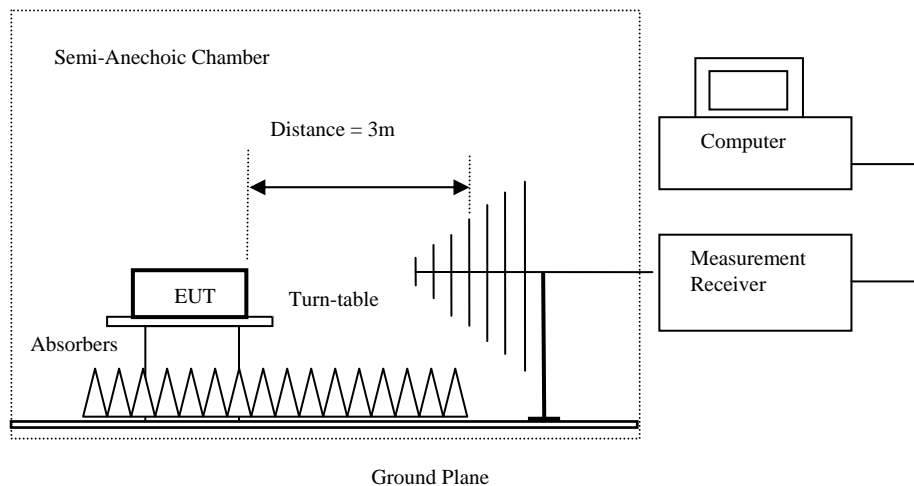 Semi-Anechoic Chamber
Distance = 3m
Computer
Measurement
Receiver
EUT
Turn-table
Absorbers
Ground Plane